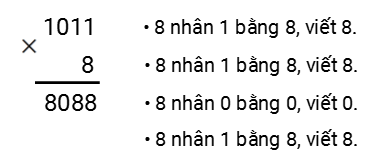 1011
×
8
8088
• 8 nhân 1 bằng 8, viết 8.
• 8 nhân 1 bằng 8, viết 8.
• 8 nhân 0 bằng 0, viết 0.
• 8 nhân 1 bằng 8, viết 8.